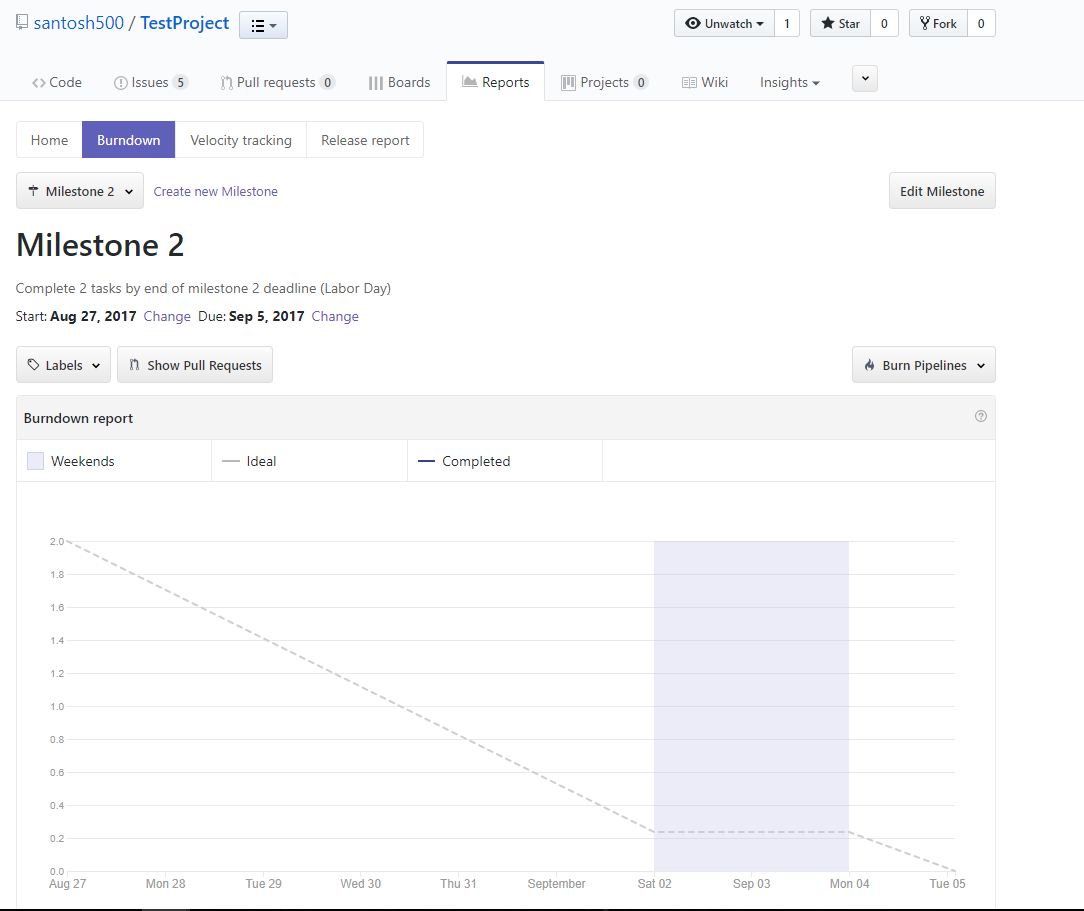 santosh500 / TestProject
Unwatch 1 Star 0 Fork 0
Code Issues 5 Pull requests 0 Boards Reports Projects 0 Wiki Insights
Home Burndown Velocity tracking Release report
Milestone 2 Create new Milestone Edit Milestone
Milestone 2
Complete 2 tasks by end of milestone 2 deadline (Labor Day)
Start: Aug 27, 2017 Change Due: Sep 5, 2017 Change
Labels Show Pull Requests Burn Pipelines
Burndown report ?
Weekends Ideal Completed
2.0
1.8
1.6
1.4
1.2
1.0
0.8
0.6
0.4
0.2
0.0
Aug 27 Mon 28 Tue 29 Wed 30 Thu 31 September Sat 02 Sep 03 Mon 04 Tue 05